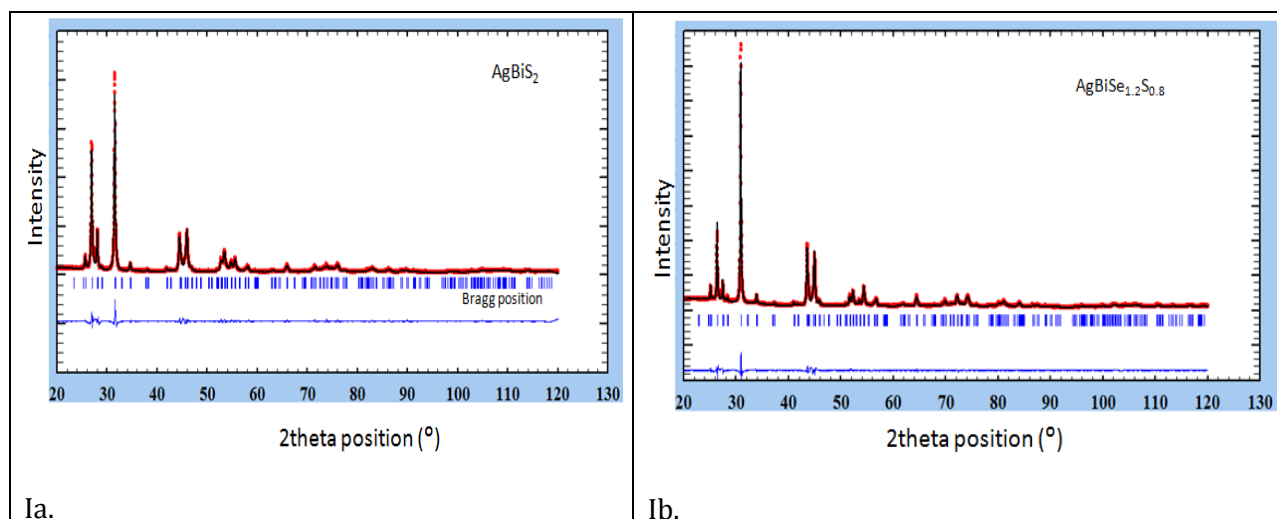 AgBiS2
Intensity
Bragg position
20 30 40 50 60 70 80 90 100 110 120 130
2theta position (°)
Ia.
AgBiSe1.2S0.8
Intensity
20 30 40 50 60 70 80 90 100 110 120 130
2theta position (°)
Ib.